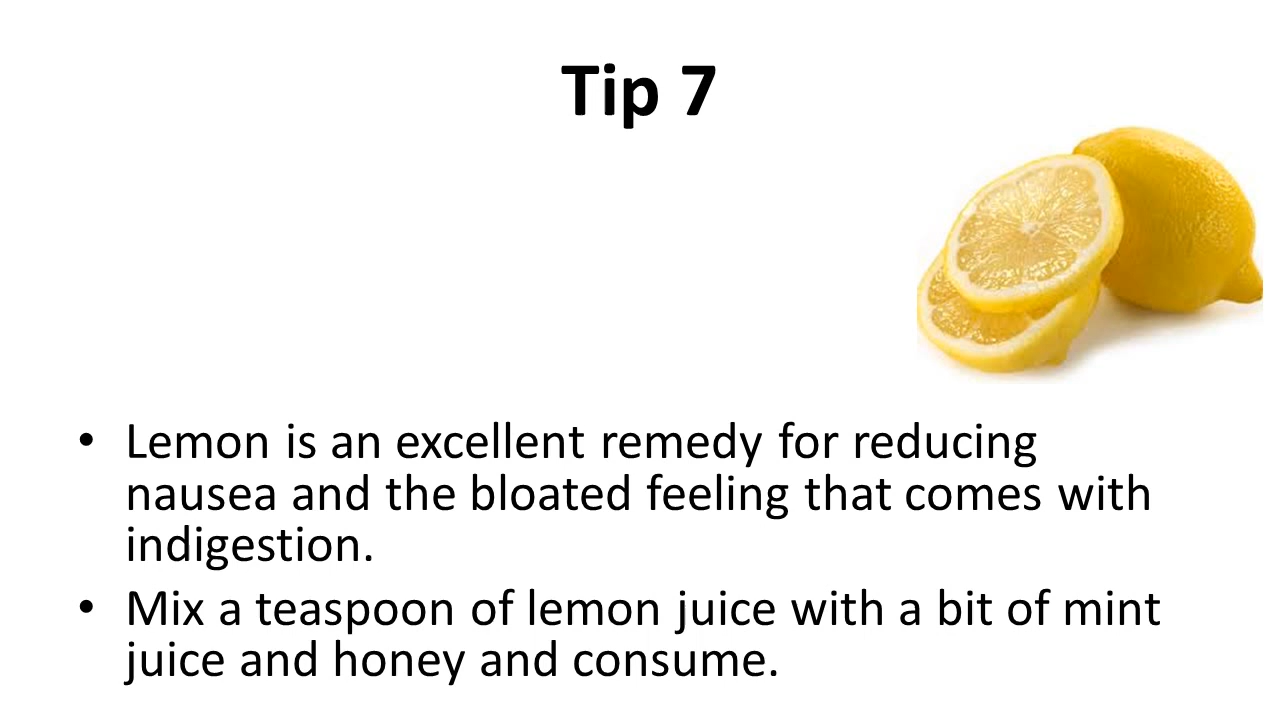 Tip 7
• Lemon is an excellent remedy for reducing
nausea and the bloated feeling that comes with
indigestion.
• Mix a teaspoon of lemon juice with a bit of mint
juice and honey and consume.